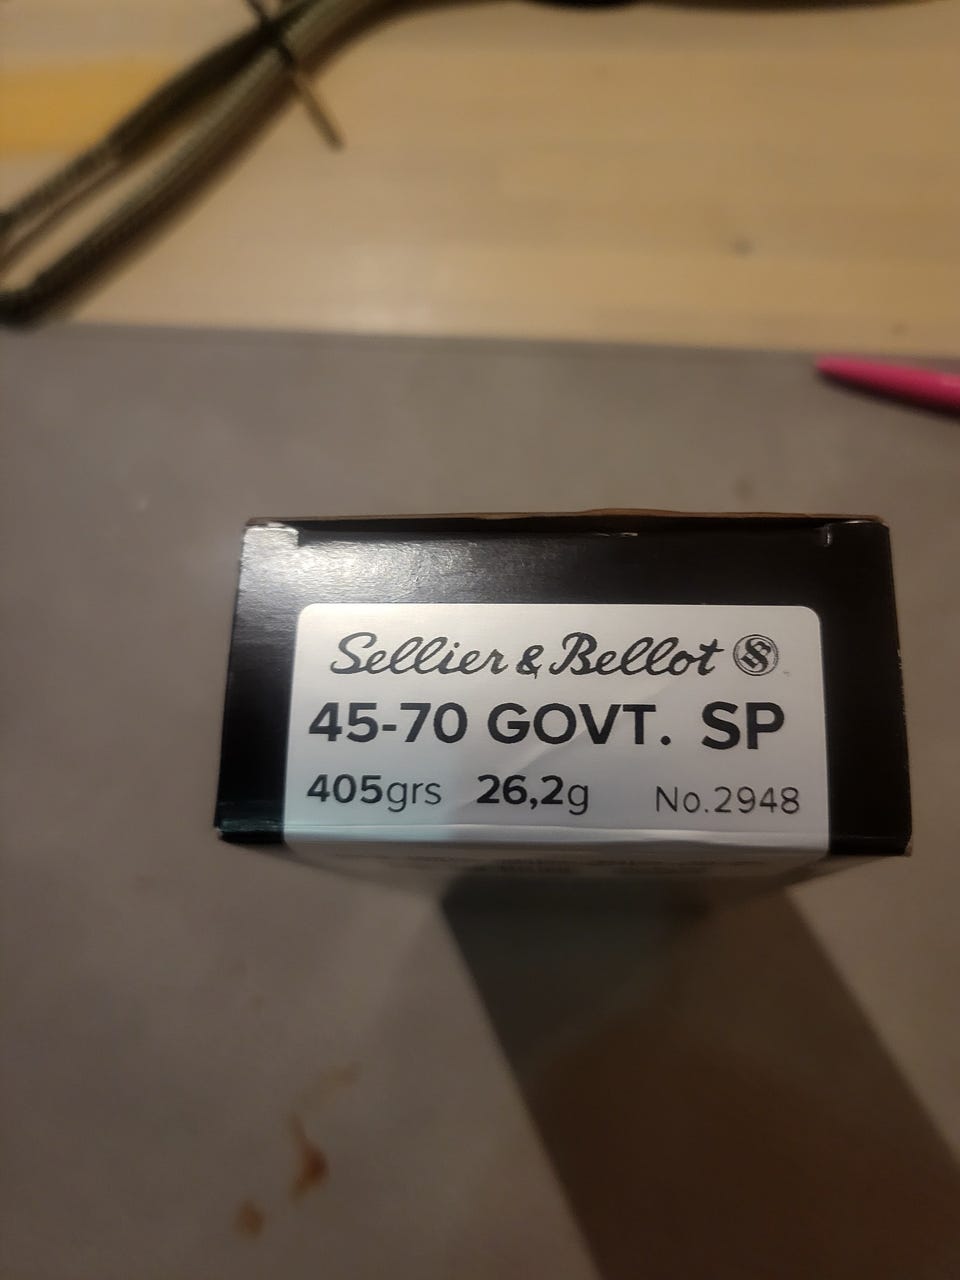 Sellier & Bellot
45-70 GOVT. SP
405grs 26,2g No.2948